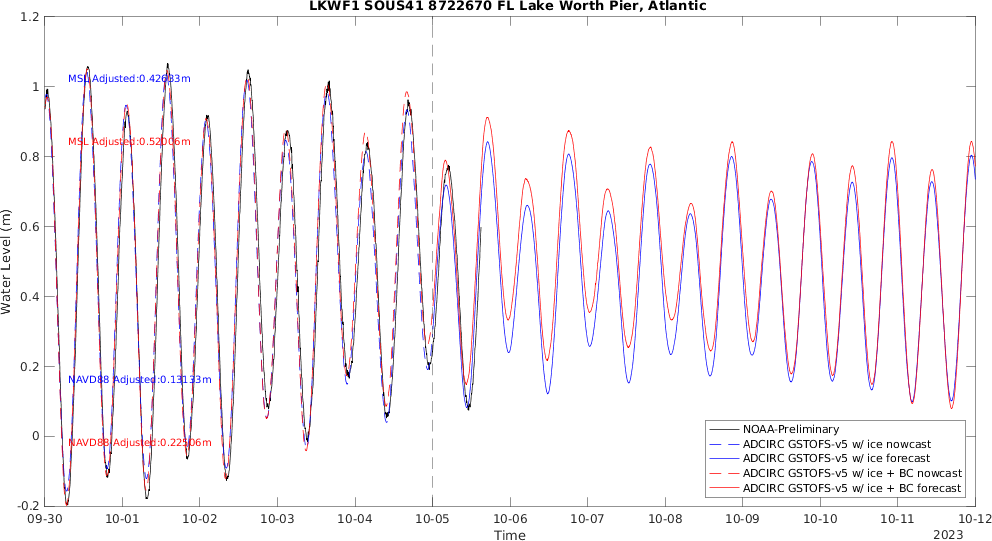 LKWF1 SOUS41 8722670 FL Lake Worth Pier, Atlantic
1.2
1
0.8
0.6
0.4
0.2
0
-0.2
Water Level (m)
MSL Adjusted:0.42633m
MSL Adjusted:0.52006m
NAVD88 Adjusted:0.13133m
NAVD88 Adjusted:0.22506m
NOAA-Preliminary
ADCIRC GSTOFS-v5 w/ ice nowcast
ADCIRC GSTOFS-v5 w/ ice forecast
ADCIRC GSTOFS-v5 w/ ice + BC nowcast
ADCIRC GSTOFS-v5 w/ ice + BC forecast
09-30 10-01 10-02 10-03 10-04 10-05 10-06 10-07 10-08 10-09 10-10 10-11 10-12
Time
2023